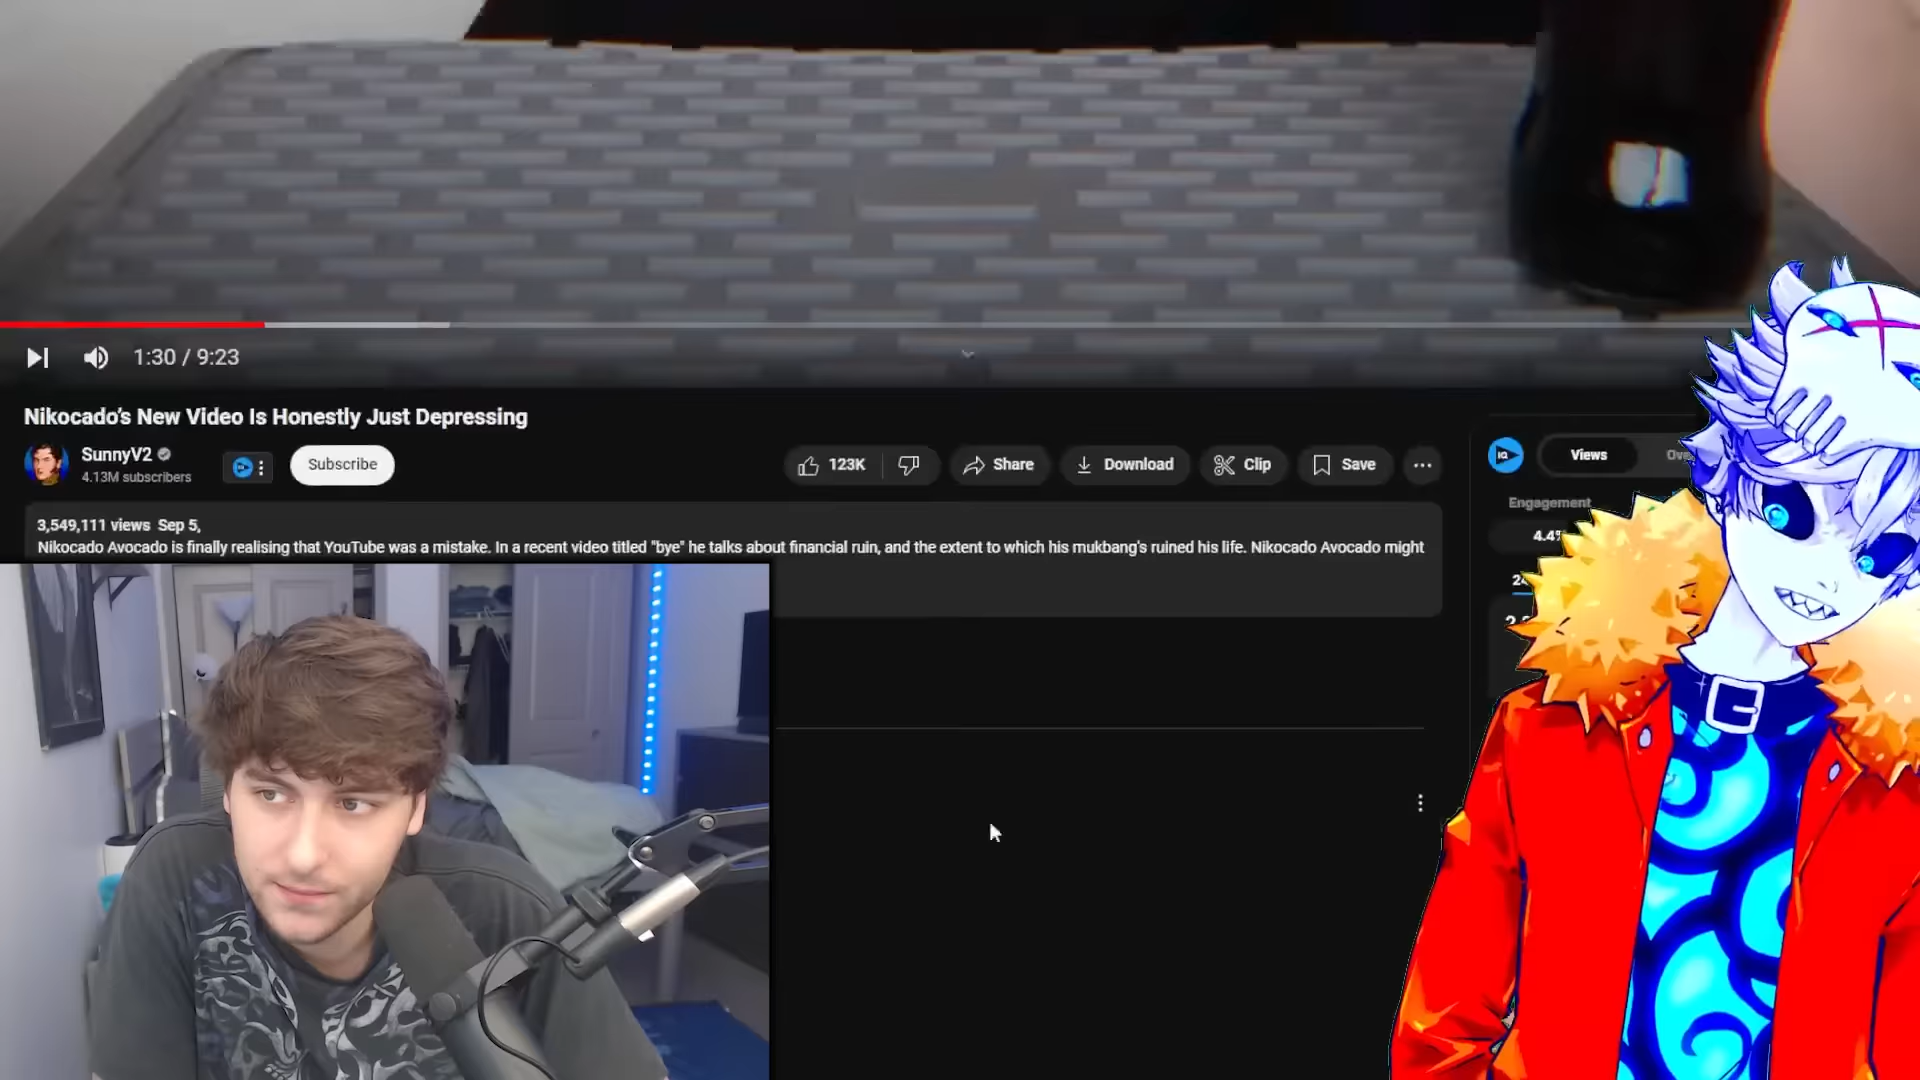 1:30 / 9:23
Nikocado's New Video Is Honestly Just Depressing
SunnyV2
4.13M subscribers
Subscribe
123K
Share
Download
Clip
Save
IQ
Views
Engagement
3,549,111 views Sep 5,
Nikocado Avocado is finally realising that YouTube was a mistake. In a recent video titled "bye" he talks about financial ruin, and the extent to which his mukbang's ruined his life. Nikocado Avocado might